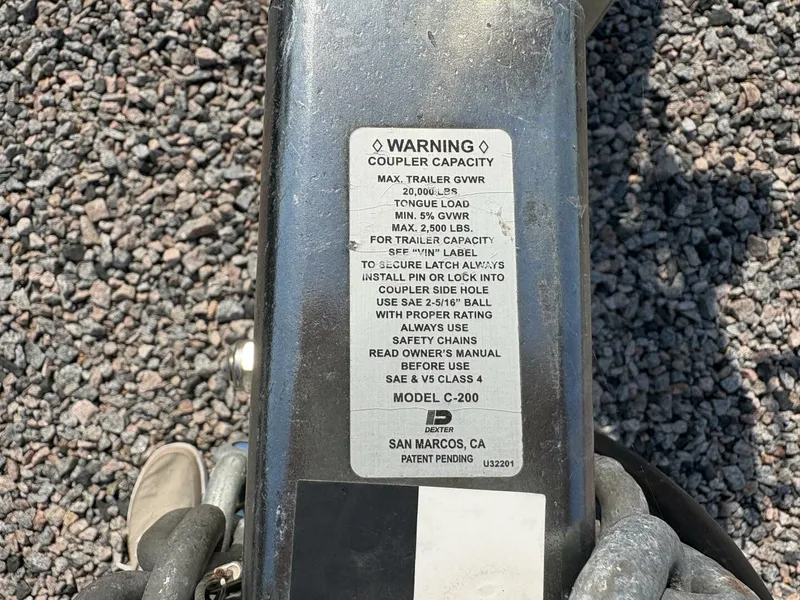 ◊ WARNING ◊
COUPLER CAPACITY
MAX. TRAILER GVWR
20,000 LBS.
TONGUE LOAD
MIN. 5% GVWR
MAX. 2,500 LBS.
FOR TRAILER CAPACITY
SEE "VIN" LABEL
TO SECURE LATCH ALWAYS
INSTALL PIN OR LOCK INTO
COUPLER SIDE HOLE
USE SAE 2-5/16" BALL
WITH PROPER RATING
ALWAYS USE
SAFETY CHAINS
READ OWNER'S MANUAL
BEFORE USE
SAE & V5 CLASS 4
MODEL C-200
DEXTER
SAN MARCOS, CA
PATENT PENDING
U32201